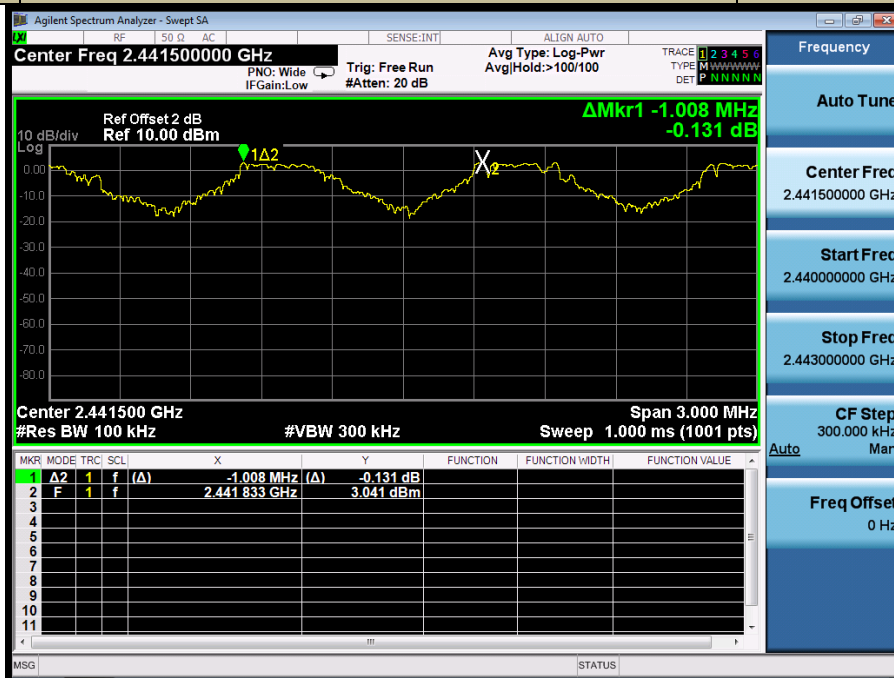 Agilent Spectrum Analyzer - Swept SA
LXI RF 50 Ω AC SENSE:INT ALIGN AUTO
Center Freq 2.441500000 GHz
PNO: Wide
IFGain:Low
Trig: Free Run
#Atten: 20 dB
Avg Type: Log-Pwr
Avg|Hold:>100/100
TRACE 1 2 3 4 5 6
TYPE M WWWWW
DET P N N N N N
Frequency
Ref Offset 2 dB
10 dB/div Ref 10.00 dBm
ΔMkr1 -1.008 MHz
-0.131 dB
Log
1Δ2
X2
0.00
-10.0
-20.0
-30.0
-40.0
-50.0
-60.0
-70.0
-80.0
Center 2.441500 GHz Span 3.000 MHz
#Res BW 100 kHz #VBW 300 kHz Sweep 1.000 ms (1001 pts)
MKR MODE TRC SCL X Y FUNCTION FUNCTION WIDTH FUNCTION VALUE
1 Δ2 1 f (Δ) -1.008 MHz (Δ) -0.131 dB
2 F 1 f 2.441 833 GHz 3.041 dBm
3
4
5
6
7
8
9
10
11
MSG STATUS
Auto Tune
Center Freq
2.441500000 GHz
Start Freq
2.440000000 GHz
Stop Freq
2.443000000 GHz
CF Step
300.000 kHz
Auto Man
Freq Offset
0 Hz